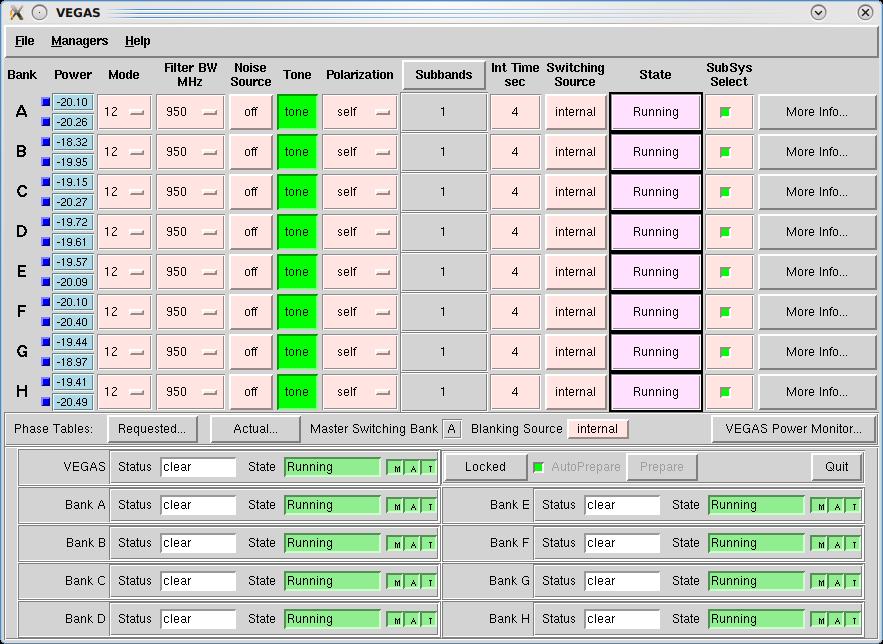 VEGAS
File Managers Help
Bank Power Mode Filter BW MHz Noise Source Tone Polarization Subbands Int Time sec Switching Source State SubSys Select
A -20.10 -20.26 12 950 off tone self 1 4 internal Running More Info...
B -18.32 -19.95 12 950 off tone self 1 4 internal Running More Info...
C -19.15 -20.27 12 950 off tone self 1 4 internal Running More Info...
D -19.72 -19.61 12 950 off tone self 1 4 internal Running More Info...
E -19.57 -20.09 12 950 off tone self 1 4 internal Running More Info...
F -20.10 -20.40 12 950 off tone self 1 4 internal Running More Info...
G -19.44 -18.97 12 950 off tone self 1 4 internal Running More Info...
H -19.41 -20.49 12 950 off tone self 1 4 internal Running More Info...
Phase Tables: Requested... Actual... Master Switching Bank A Blanking Source internal VEGAS Power Monitor...
VEGAS Status clear State Running M A T Locked AutoPrepare Prepare Quit
Bank A Status clear State Running M A T Bank E Status clear State Running M A T
Bank B Status clear State Running M A T Bank F Status clear State Running M A T
Bank C Status clear State Running M A T Bank G Status clear State Running M A T
Bank D Status clear State Running M A T Bank H Status clear State Running M A T